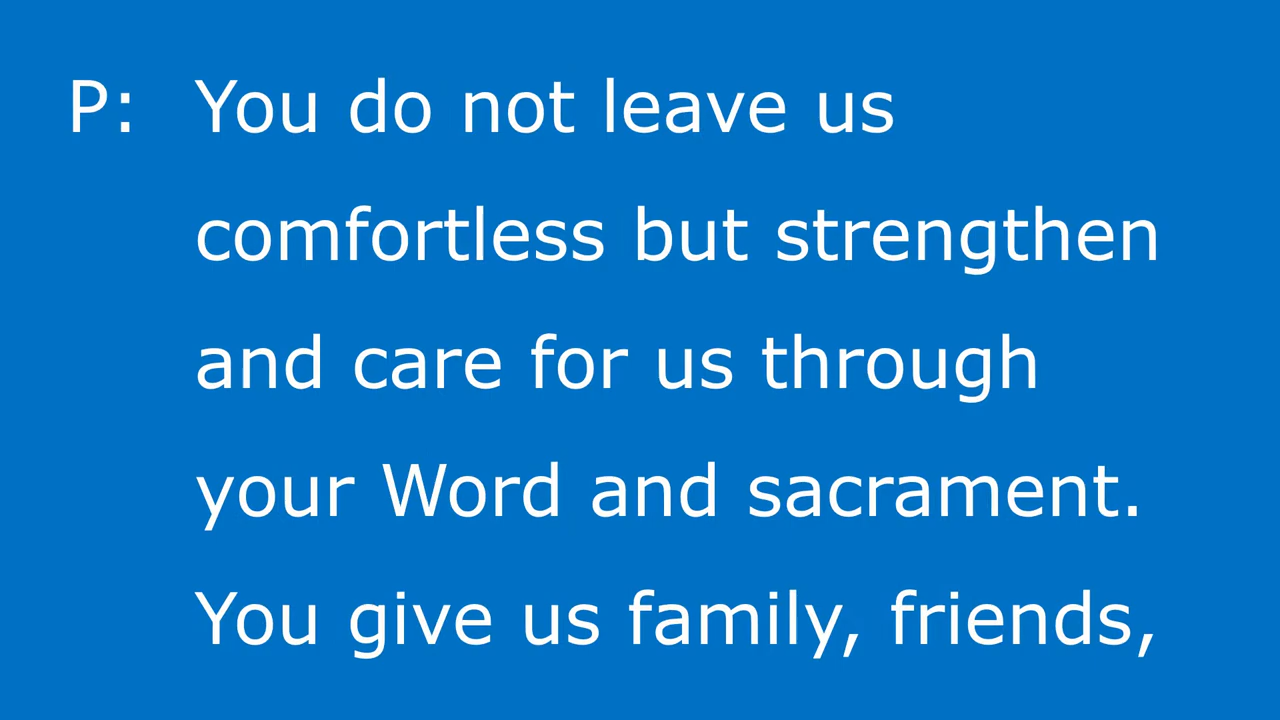 P: You do not leave us
comfortless but strengthen
and care for us through
your Word and sacrament.
You give us family, friends,